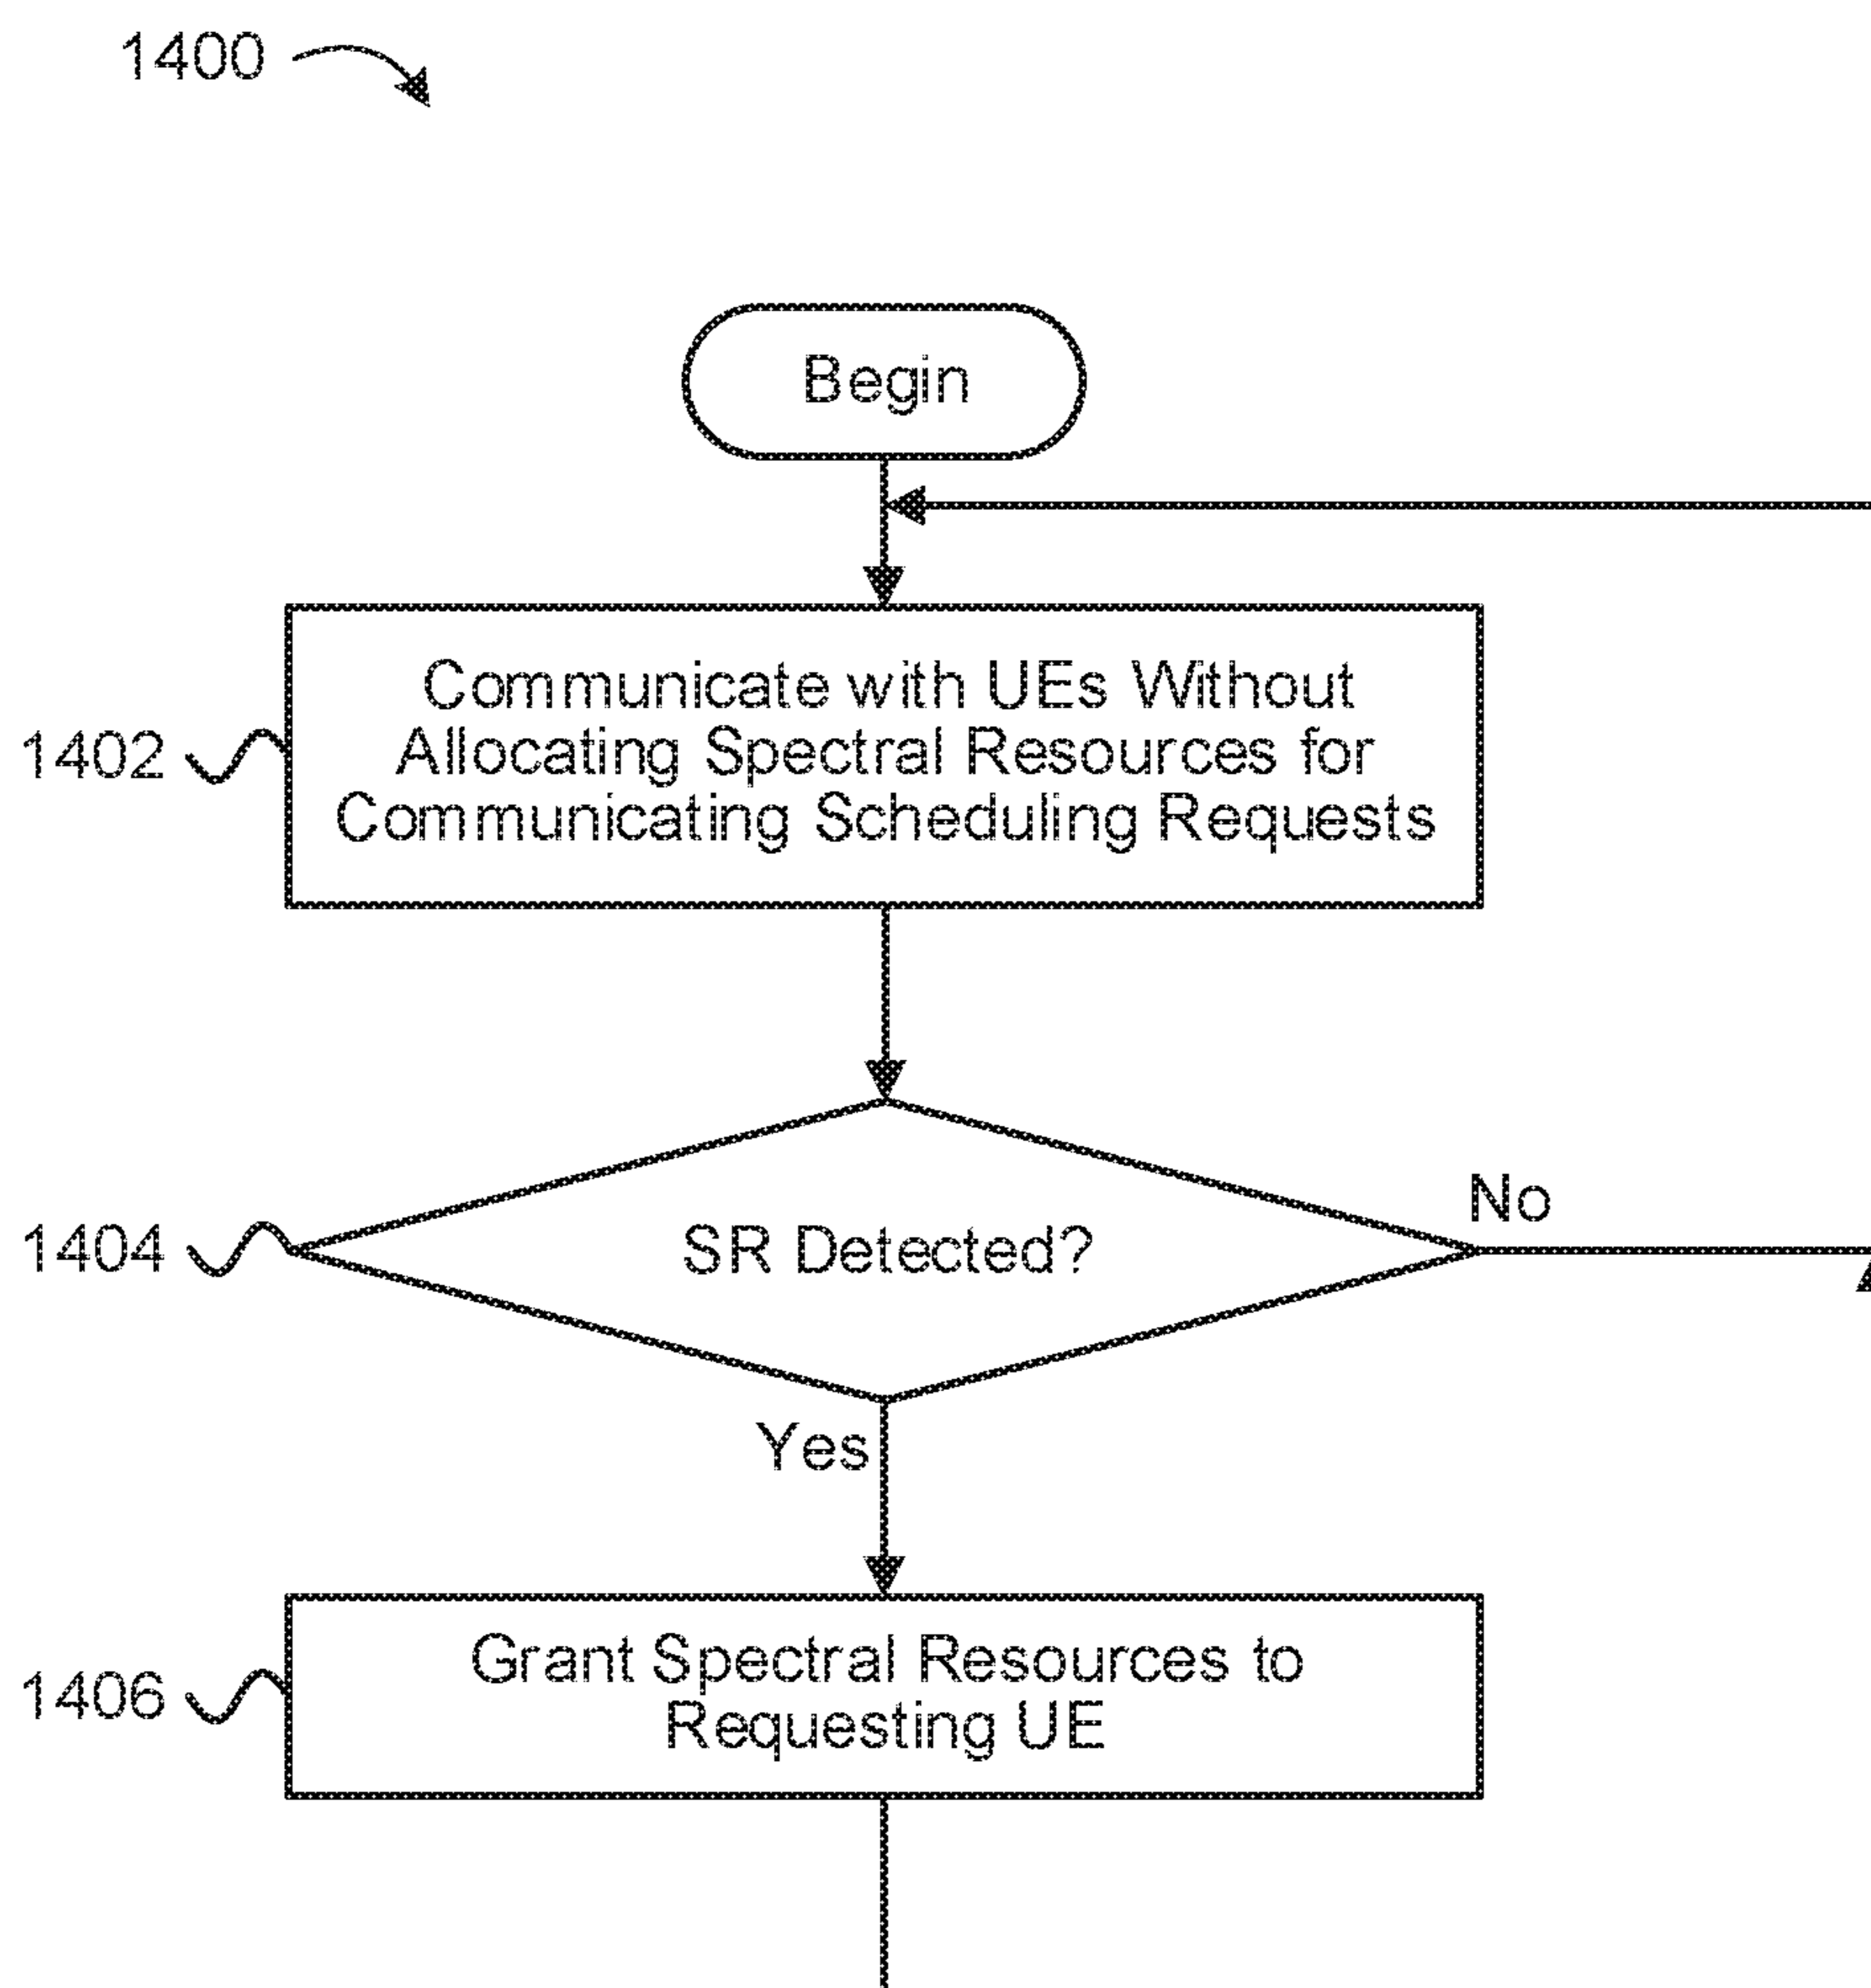 1400
Begin
1402
Communicate with UEs Without
Allocating Spectral Resources for
Communicating Scheduling Requests
1404
SR Detected?
No
Yes
1406
Grant Spectral Resources to
Requesting UE